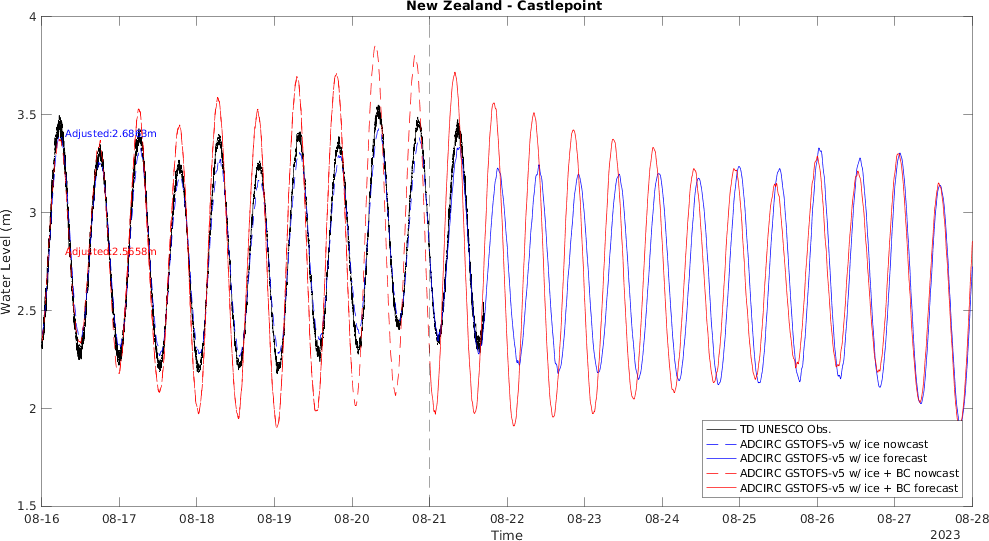 New Zealand - Castlepoint
Water Level (m)
4
3.5
3
2.5
2
1.5
Adjusted:2.6883m
Adjusted:2.5558m
TD UNESCO Obs.
ADCIRC GSTOFS-v5 w/ ice nowcast
ADCIRC GSTOFS-v5 w/ ice forecast
ADCIRC GSTOFS-v5 w/ ice + BC nowcast
ADCIRC GSTOFS-v5 w/ ice + BC forecast
08-16 08-17 08-18 08-19 08-20 08-21 08-22 08-23 08-24 08-25 08-26 08-27 08-28
Time
2023